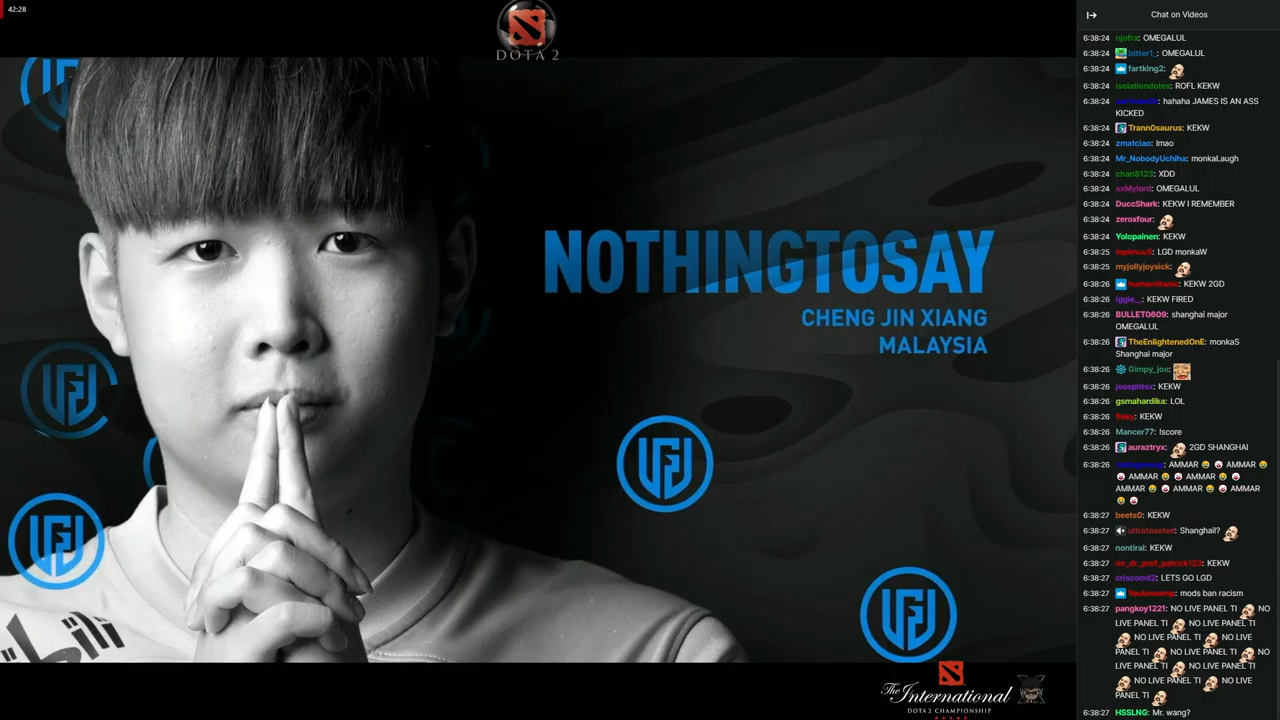 42:28
DOTA 2
NOTHINGTOSAY
CHENG JIN XIANG
MALAYSIA
The International
DOTA 2 CHAMPIONSHIP
Chat on Videos
6:38:24 njofra: OMEGALUL
6:38:24 bitter1_: OMEGALUL
6:38:24 fartking2:
6:38:24 isolationdotes: ROFL KEKW
6:38:24 hahaha JAMES IS AN ASS
KICKED
6:38:24 Trann0saurus: KEKW
6:38:24 zmatciao: lmao
6:38:24 Mr_NobodyUchiha: monkaLaugh
6:38:24 chan8123: XDD
6:38:24 xxMylord: OMEGALUL
6:38:24 DuccShark: KEKW I REMEMBER
6:38:24 zeroxfour:
6:38:24 Yolopainen: KEKW
6:38:25 topimuu8: LGD monkaW
6:38:25 myjollyjoysick:
6:38:26 humantitanic: KEKW 2GD
6:38:26 iggie__: KEKW FIRED
6:38:26 BULLET0609: shanghai major
OMEGALUL
6:38:26 TheEnlightenedOnE: monkaS
Shanghai major
6:38:26 Gimpy_joe:
6:38:26 josephtsx: KEKW
6:38:26 gsmahardika: LOL
6:38:26 KEKW
6:38:26 Mancer77: !score
6:38:26 auraztryx: 2GD SHANGHAI
6:38:26 AMMAR AMMAR
AMMAR AMMAR
AMMAR AMMAR AMMAR
6:38:27 beets0: KEKW
6:38:27 ultratoasted: Shanghail?
6:38:27 nontiral: KEKW
6:38:27 mr_dr_prof_patrick123: KEKW
6:38:27 criscomd2: LETS GO LGD
6:38:27 Youknowmg: mods ban racism
6:38:27 pangkoy1221: NO LIVE PANEL TI NO
LIVE PANEL TI NO LIVE PANEL TI
NO LIVE PANEL TI NO LIVE
PANEL TI NO LIVE PANEL TI NO
LIVE PANEL TI NO LIVE PANEL TI
NO LIVE PANEL TI NO LIVE
PANEL TI
6:38:27 HSSLNG: Mr. wang?